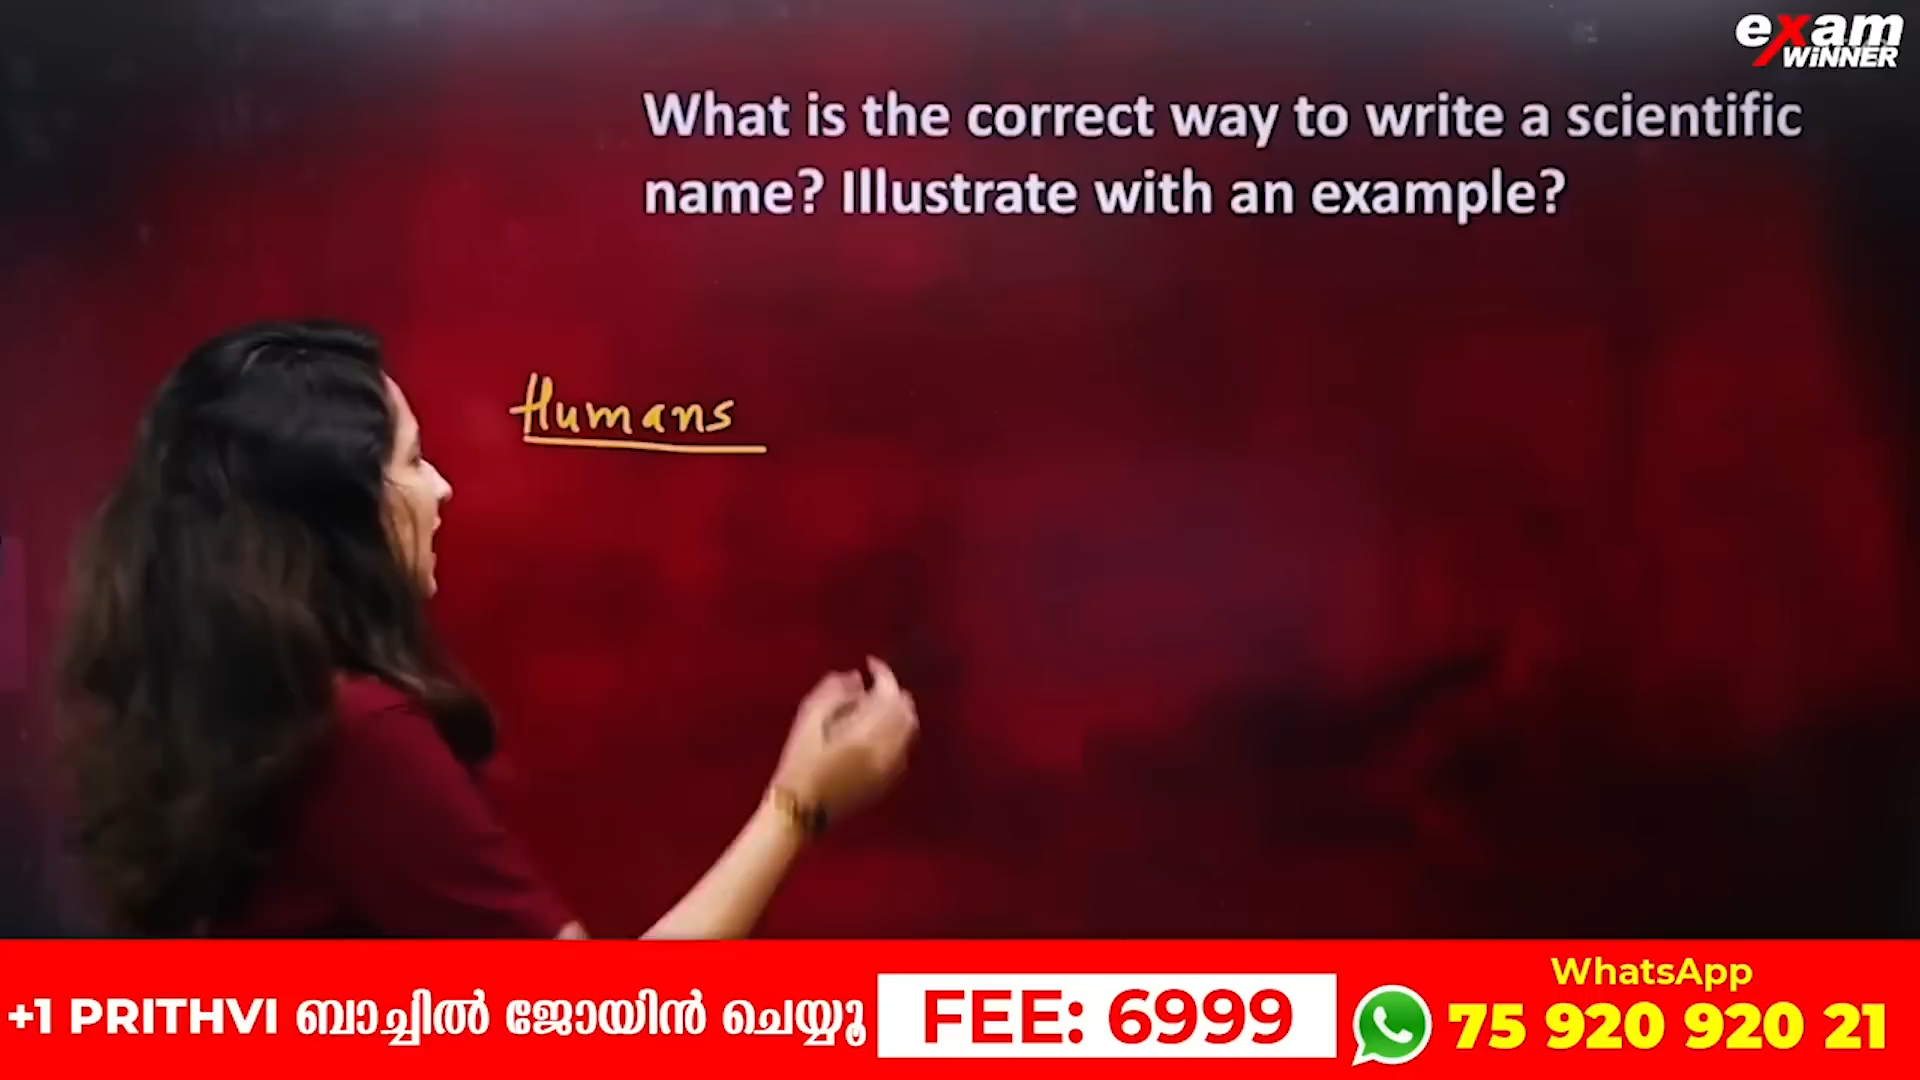 exam
WiNNER
What is the correct way to write a scientific
name? Illustrate with an example?
Humans
+1 PRITHVI ബാച്ചിൽ ജോയിൻ ചെയ്യൂ
FEE: 6999
WhatsApp
75 920 920 21